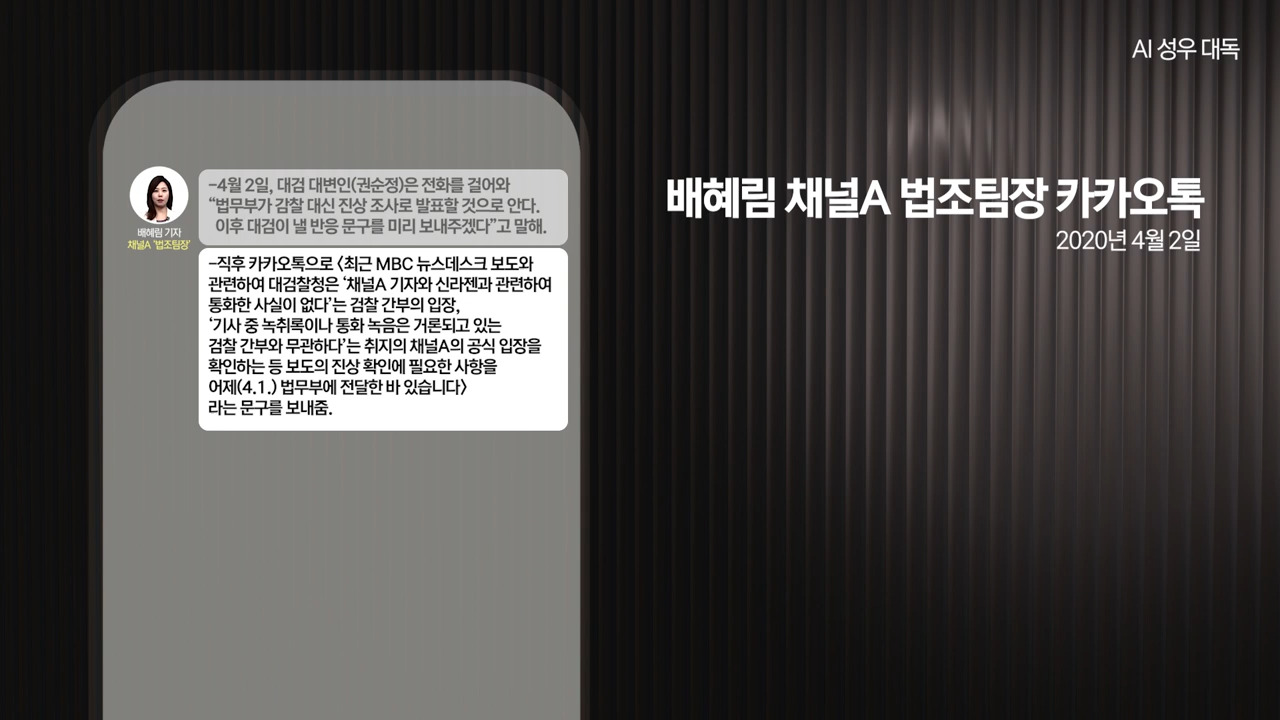 AI 성우 대독
배혜림 채널A 법조팀장 카카오톡
2020년 4월 2일
배혜림 기자
채널A '법조팀장'
-4월 2일, 대검 대변인(권순정)은 전화를 걸어와
“법무부가 감찰 대신 진상 조사로 발표할 것으로 안다.
이후 대검이 낼 반응 문구를 미리 보내주겠다”고 말해.
-직후 카카오톡으로 〈최근 MBC 뉴스데스크 보도와
관련하여 대검찰청은 ‘채널A 기자와 신라젠과 관련하여
통화한 사실이 없다’는 검찰 간부의 입장,
‘기사 중 녹취록이나 통화 녹음은 거론되고 있는
검찰 간부와 무관하다’는 취지의 채널A의 공식 입장을
확인하는 등 보도의 진상 확인에 필요한 사항을
어제(4.1.) 법무부에 전달한 바 있습니다〉
라는 문구를 보내줌.